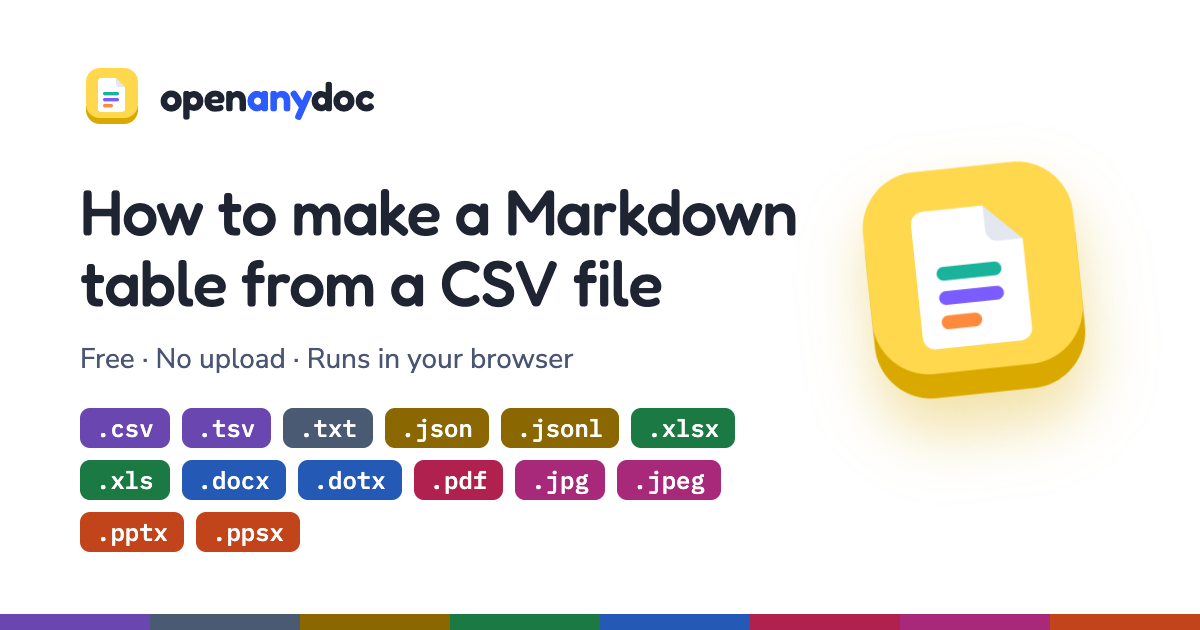 openanydoc
How to make a Markdown
table from a CSV file
Free · No upload · Runs in your browser
.csv .tsv .txt .json .jsonl .xlsx
.xls .docx .dotx .pdf .jpg .jpeg
.pptx .ppsx